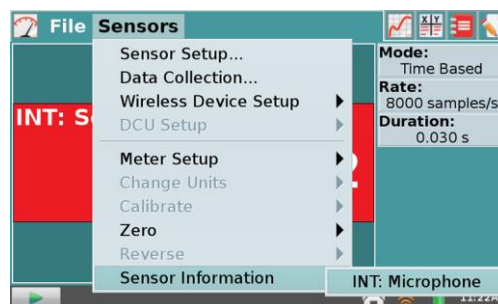 File Sensors
Sensor Setup...
Data Collection...
Wireless Device Setup
DCU Setup
Meter Setup
Change Units
Calibrate
Zero
Reverse
Sensor Information
INT: Microphone
INT:
Mode:
Time Based
Rate:
8000 samples/s
Duration:
0.030 s